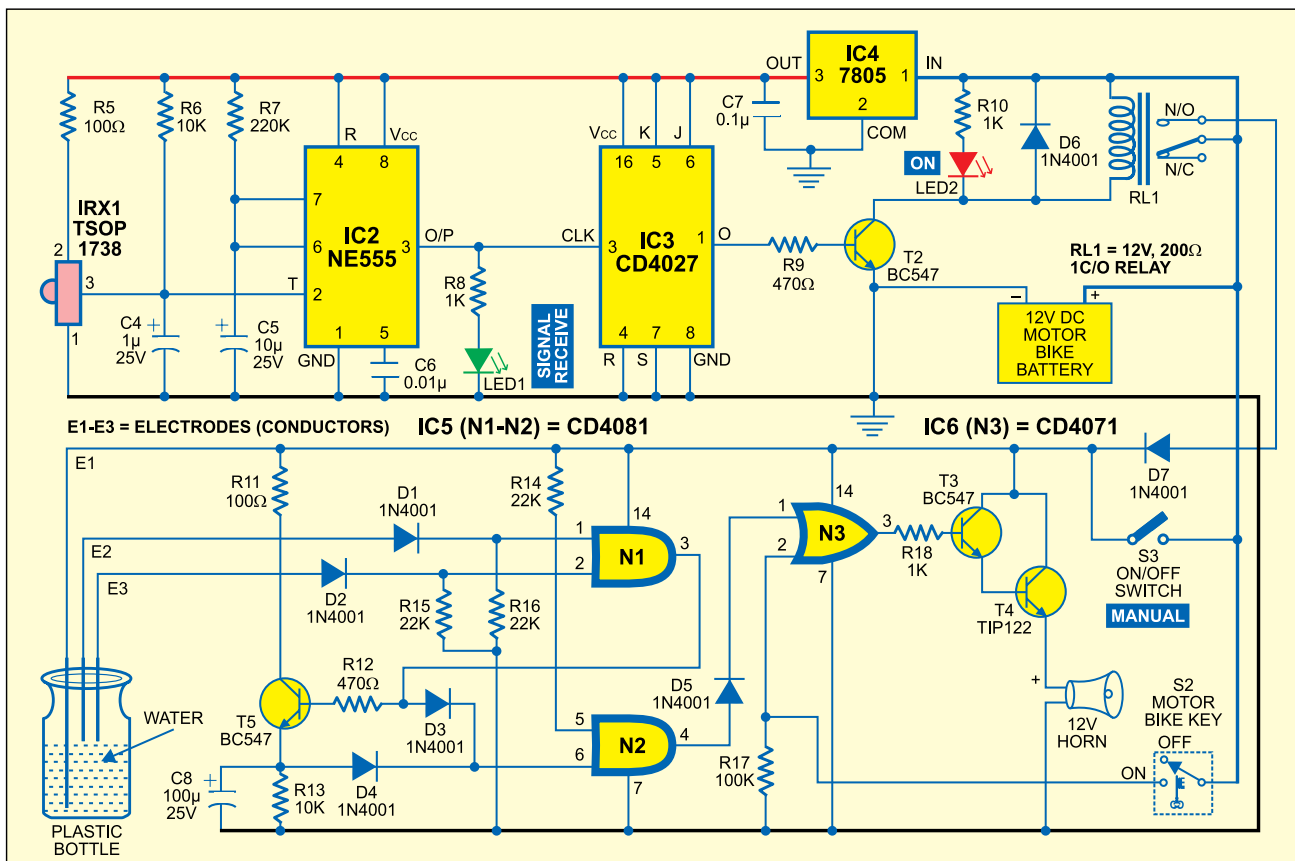 IC4
7805
OUT
3
1
IN
2
COM
R5
100Ω
R6
10K
R7
220K
R
VCC
4
8
7
6
2
T
IC2
NE555
3
O/P
1
5
GND
C6
0.01µ
IRX1
TSOP
1738
2
3
1
C4
1µ
25V
+
C5
10µ
25V
+
R8
1K
LED1
SIGNAL
RECEIVE
CLK
VCC
K
J
16
5
6
3
IC3
CD4027
1
O
4
7
8
R
S
GND
C7
0.1µ
R9
470Ω
T2
BC547
R10
1K
ON
LED2
D6
1N4001
N/O
N/C
RL1
RL1 = 12V, 200Ω
1C/O RELAY
–
+
12V DC
MOTOR
BIKE
BATTERY
E1-E3 = ELECTRODES (CONDUCTORS)
IC5 (N1-N2) = CD4081
IC6 (N3) = CD4071
E1
E2
E3
R11
100Ω
D1
1N4001
D2
1N4001
R14
22K
R15
22K
R16
22K
14
1
2
N1
3
R12
470Ω
D3
1N4001
D4
1N4001
T5
BC547
C8
100µ
25V
+
R13
10K
5
6
N2
4
7
D5
1N4001
1
2
14
N3
3
7
R17
100K
R18
1K
T3
BC547
T4
TIP122
D7
1N4001
S3
ON/OFF
SWITCH
MANUAL
+
12V
HORN
S2
MOTOR
BIKE KEY
OFF
ON
WATER
PLASTIC
BOTTLE